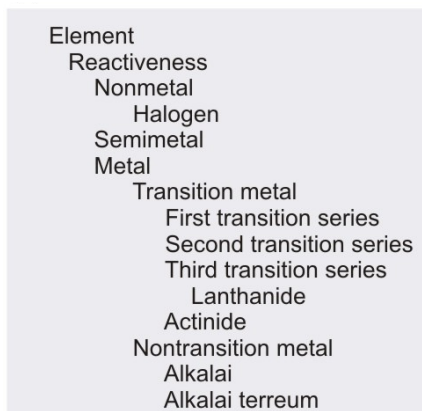 Element
Reactiveness
Nonmetal
Halogen
Semimetal
Metal
Transition metal
First transition series
Second transition series
Third transition series
Lanthanide
Actinide
Nontransition metal
Alkalai
Alkalai terreum